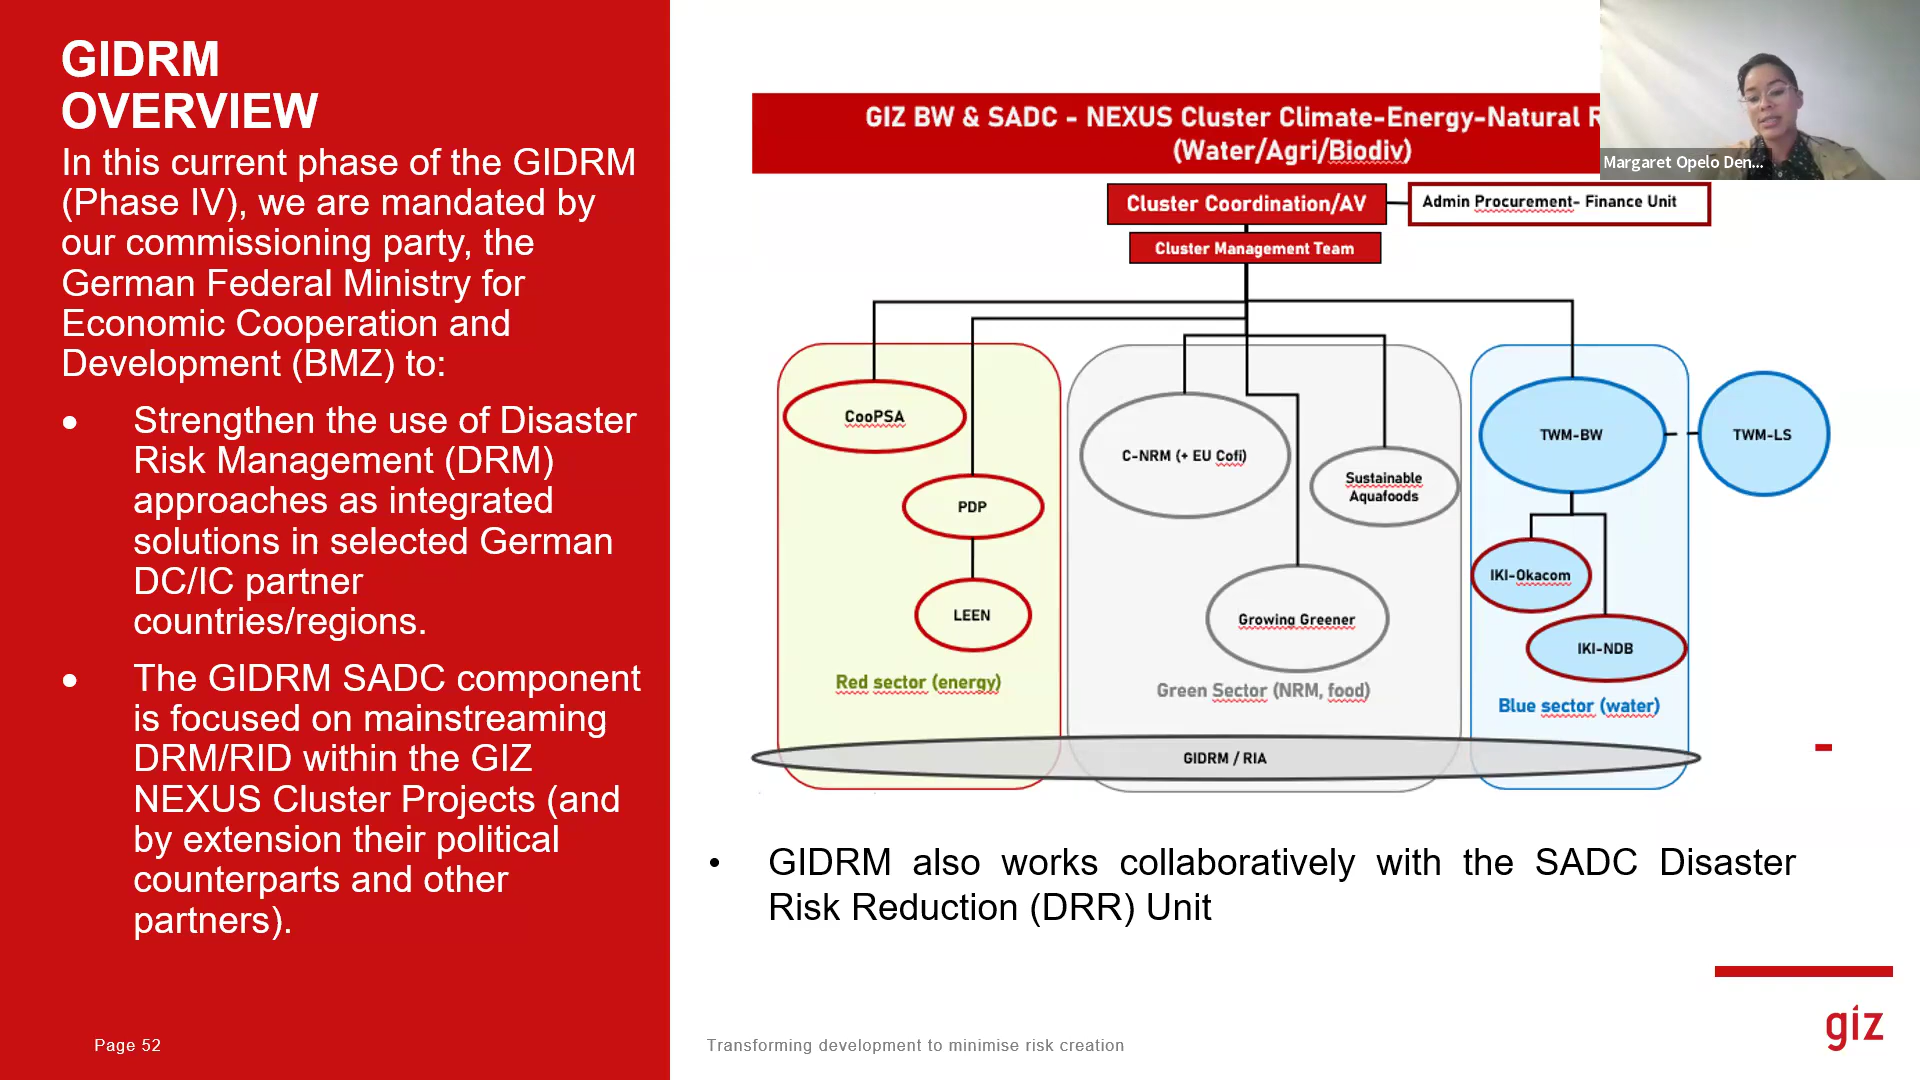 GIDRM
OVERVIEW
In this current phase of the GIDRM
(Phase IV), we are mandated by
our commissioning party, the
German Federal Ministry for
Economic Cooperation and
Development (BMZ) to:
• Strengthen the use of Disaster
Risk Management (DRM)
approaches as integrated
solutions in selected German
DC/IC partner
countries/regions.
• The GIDRM SADC component
is focused on mainstreaming
DRM/RID within the GIZ
NEXUS Cluster Projects (and
by extension their political
counterparts and other
partners).
Page 52
GIZ BW & SADC - NEXUS Cluster Climate-Energy-Natural
(Water/Agri/Biodiv)
Margaret Opelo Den...
Cluster Coordination/AV
Admin Procurement- Finance Unit
Cluster Management Team
CooPSA
PDP
LEEN
Red sector (energy)
C-NRM (+ EU Cofi)
Sustainable
Aquafoods
Growing Greener
Green Sector (NRM, food)
TWM-BW
TWM-LS
IKI-Okacom
IKI-NDB
Blue sector (water)
GIDRM / RIA
• GIDRM also works collaboratively with the SADC Disaster
Risk Reduction (DRR) Unit
Transforming development to minimise risk creation
giz